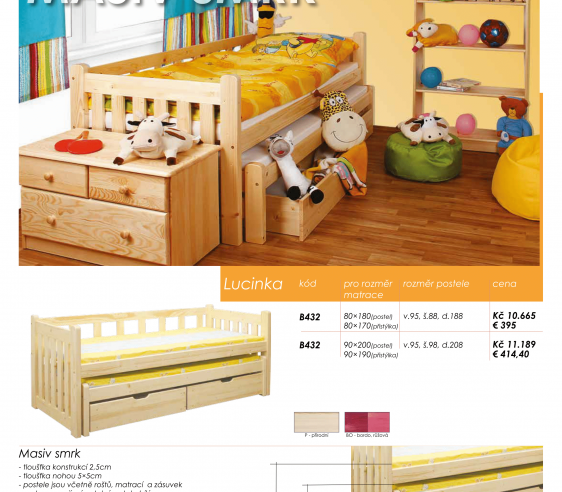 MASIV SMRK
Lucinka kód pro rozměr matrace rozměr postele cena
B432 80×180(postel) v.95, š.88, d.188 Kč 10.665
80×170(přistýlka) € 395
B432 90×200(postel) v.95, š.98, d.208 Kč 11.189
90×190(přistýlka) € 414,40
P - přírodní BO - bordo, růžová
Masiv smrk
- tloušťka konstrukcí 2,5cm
- tloušťka nohou 5×5cm
- postele jsou včetně roštů, matrací a zásuvek